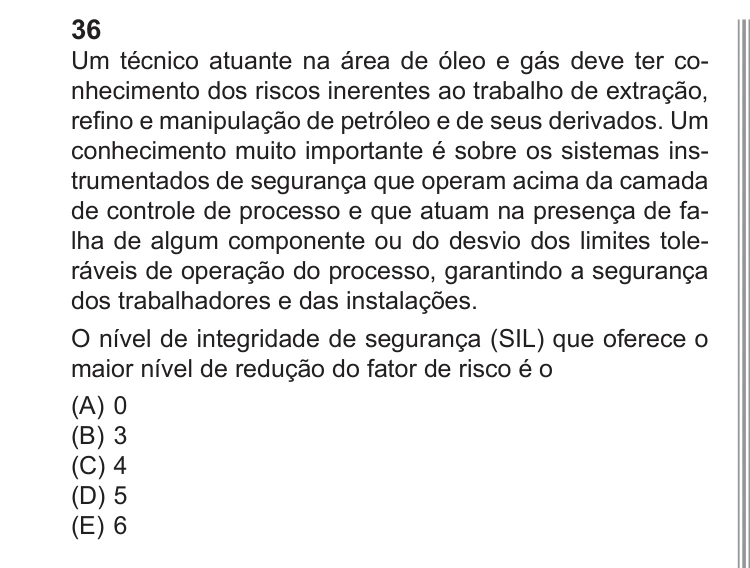 36
Um técnico atuante na área de óleo e gás deve ter co-
nhecimento dos riscos inerentes ao trabalho de extração,
refino e manipulação de petróleo e de seus derivados. Um
conhecimento muito importante é sobre os sistemas ins-
trumentados de segurança que operam acima da camada
de controle de processo e que atuam na presença de fa-
lha de algum componente ou do desvio dos limites tole-
ráveis de operação do processo, garantindo a segurança
dos trabalhadores e das instalações.
O nível de integridade de segurança (SIL) que oferece o
maior nível de redução do fator de risco é o
(A) 0
(B) 3
(C) 4
(D) 5
(E) 6